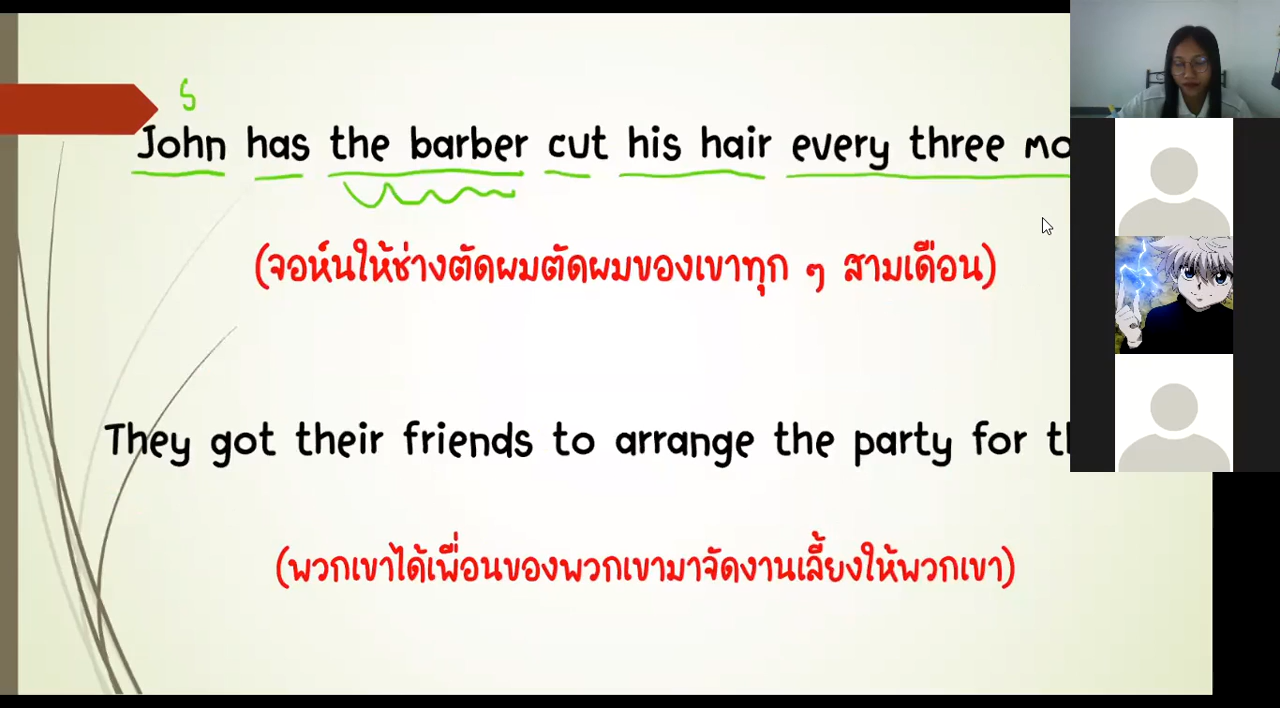 S
John has the barber cut his hair every three
(จอห์นให้ช่างตัดผมตัดผมของเขาทุก ๆ สามเดือน)
They got their friends to arrange the party for
(พวกเขาได้เพื่อนของพวกเขามาจัดงานเลี้ยงให้พวกเขา)